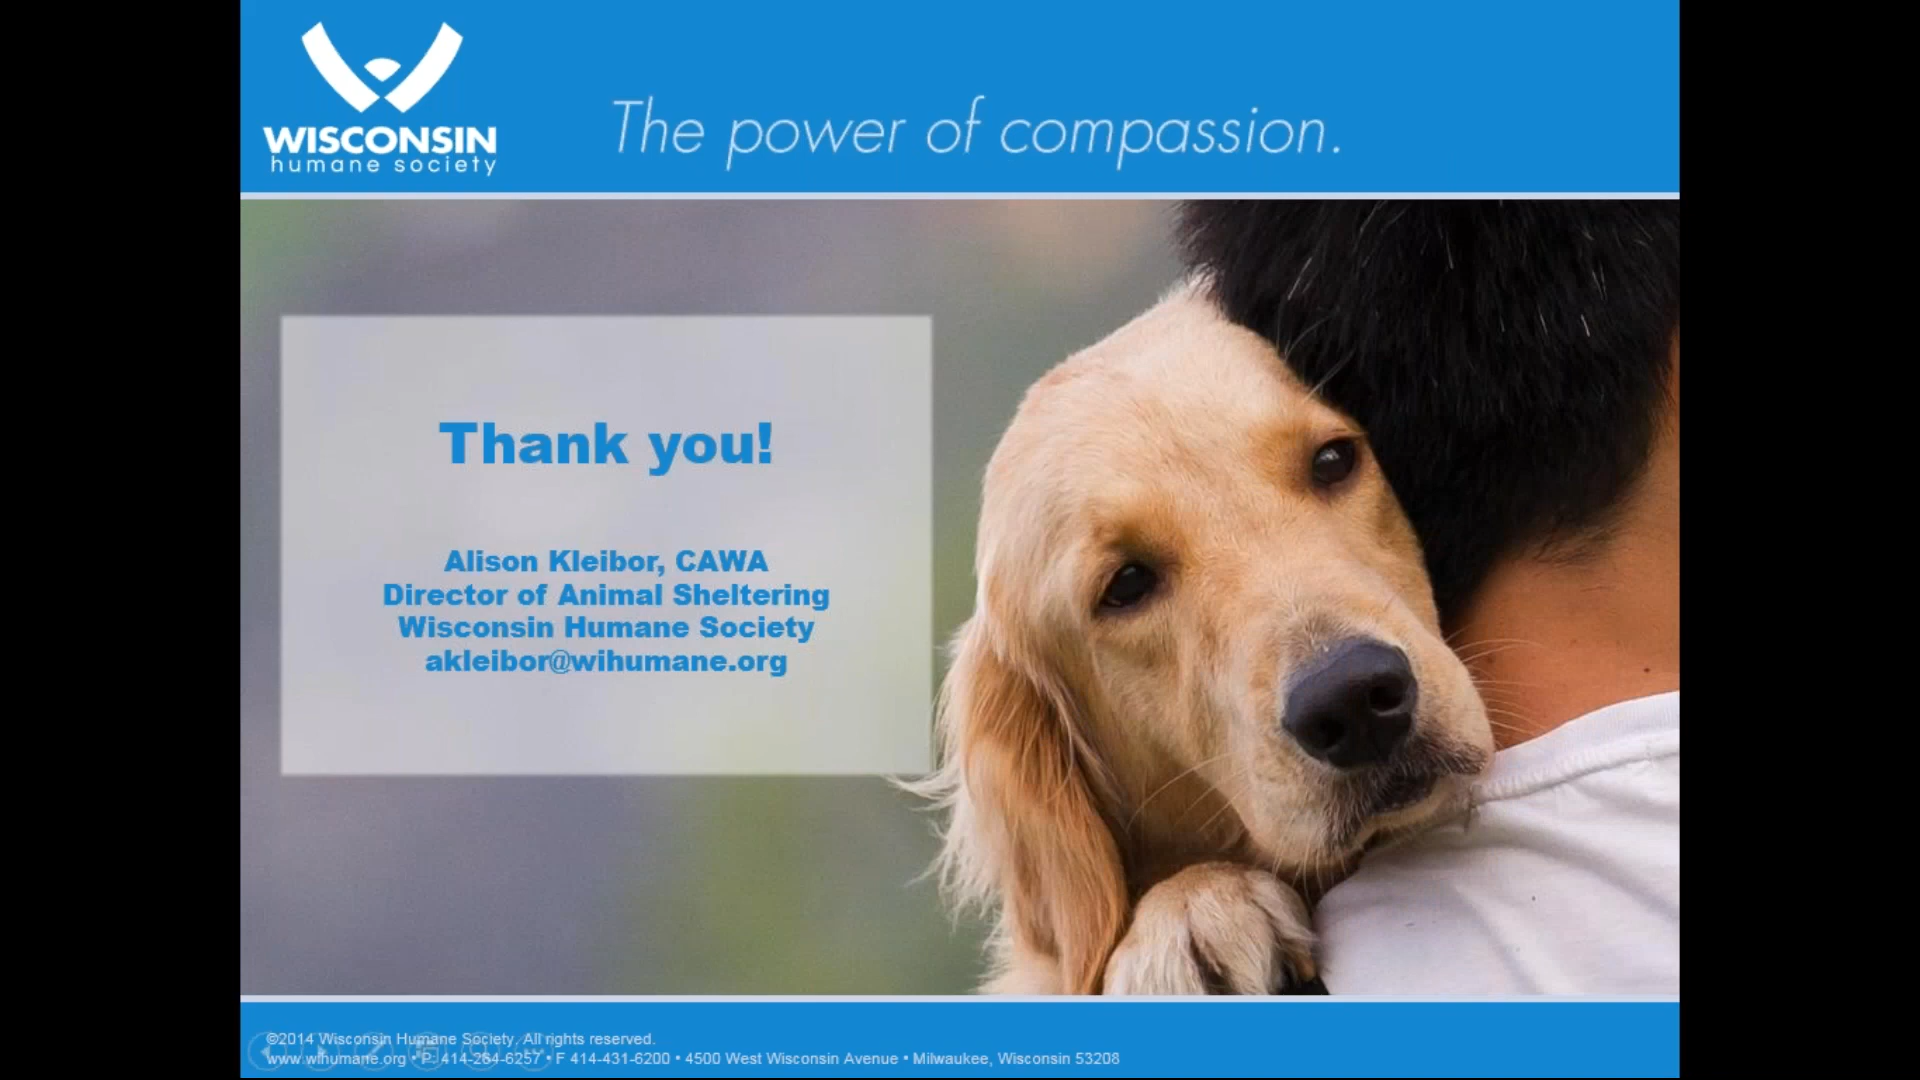 WISCONSIN
humane society
The power of compassion.
Thank you!
Alison Kleibor, CAWA
Director of Animal Sheltering
Wisconsin Humane Society
akleibor@wihumane.org
©2014 Wisconsin Humane Society. All rights reserved.
www.wihumane.org • P 414-264-6257 • F 414-431-6200 • 4500 West Wisconsin Avenue • Milwaukee, Wisconsin 53208